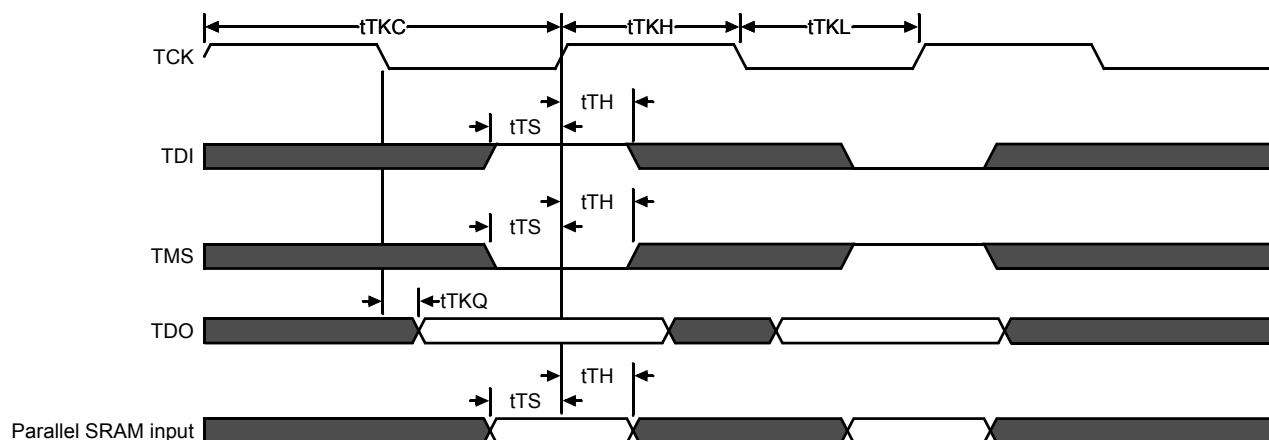 tTKC
tTKH
tTKL
TCK
tTH
tTS
TDI
tTH
tTS
TMS
tTKQ
TDO
tTH
tTS
Parallel SRAM input